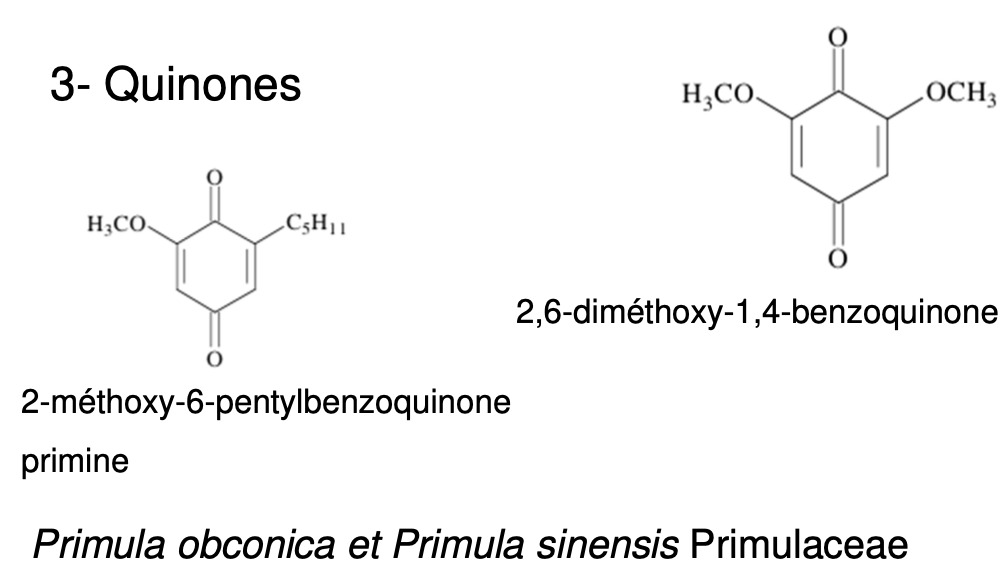 3- Quinones
O
H₃CO
OCH₃
O
O
H₃CO
C₅H₁₁
O
2,6-diméthoxy-1,4-benzoquinone
2-méthoxy-6-pentylbenzoquinone
primine
Primula obconica et Primula sinensis Primulaceae